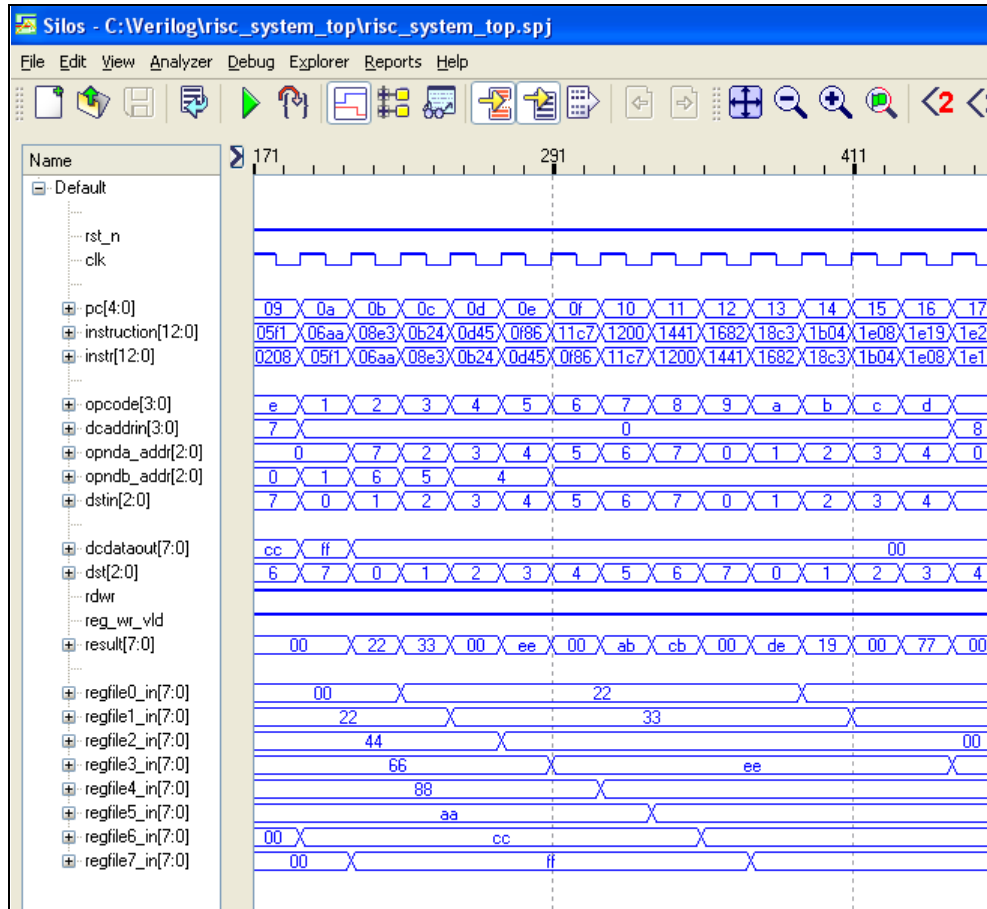 Silos - C:\Verilog\risc_system_top\risc_system_top.spj
File Edit View Analyzer Debug Explorer Reports Help
2
Name 171 291 411
Default
rst_n
clk
pc[4:0] 09 0a 0b 0c 0d 0e 0f 10 11 12 13 14 15 16 17
instruction[12:0] 05f1 06aa 08e3 0b24 0d45 0f86 11c7 1200 1441 1682 18c3 1b04 1e08 1e19 1e2
instr[12:0] 0208 05f1 06aa 08e3 0b24 0d45 0f86 11c7 1200 1441 1682 18c3 1b04 1e08 1e1
opcode[3:0] e 1 2 3 4 5 6 7 8 9 a b c d
dcaddrin[3:0] 7 0 8
opnda_addr[2:0] 0 7 2 3 4 5 6 7 0 1 2 3 4 0
opndb_addr[2:0] 0 1 6 5 4
dstin[2:0] 7 0 1 2 3 4 5 6 7 0 1 2 3 4
dcdataout[7:0] cc ff 00
dst[2:0] 6 7 0 1 2 3 4 5 6 7 0 1 2 3 4
rdwr
reg_wr_vld
result[7:0] 00 22 33 00 ee 00 ab cb 00 de 19 00 77 00
regfile0_in[7:0] 00 22
regfile1_in[7:0] 22 33
regfile2_in[7:0] 44 00
regfile3_in[7:0] 66 ee
regfile4_in[7:0] 88
regfile5_in[7:0] aa
regfile6_in[7:0] 00 cc
regfile7_in[7:0] 00 ff